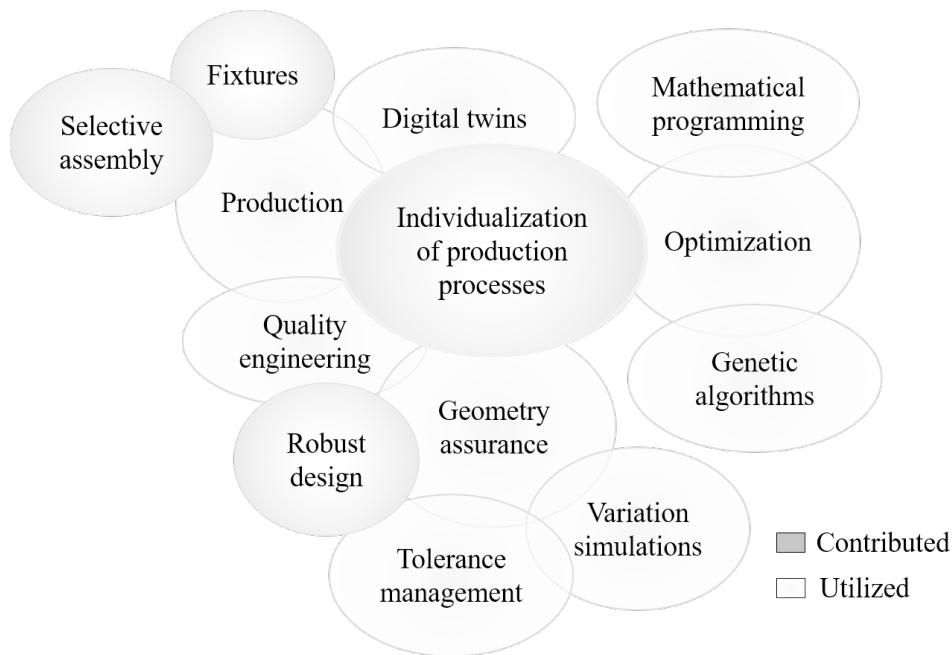 Fixtures
Selective
assembly
Digital twins
Mathematical
programming
Production
Individualization
of production
processes
Optimization
Quality
engineering
Genetic
algorithms
Geometry
assurance
Robust
design
Variation
simulations
Tolerance
management
Contributed
Utilized